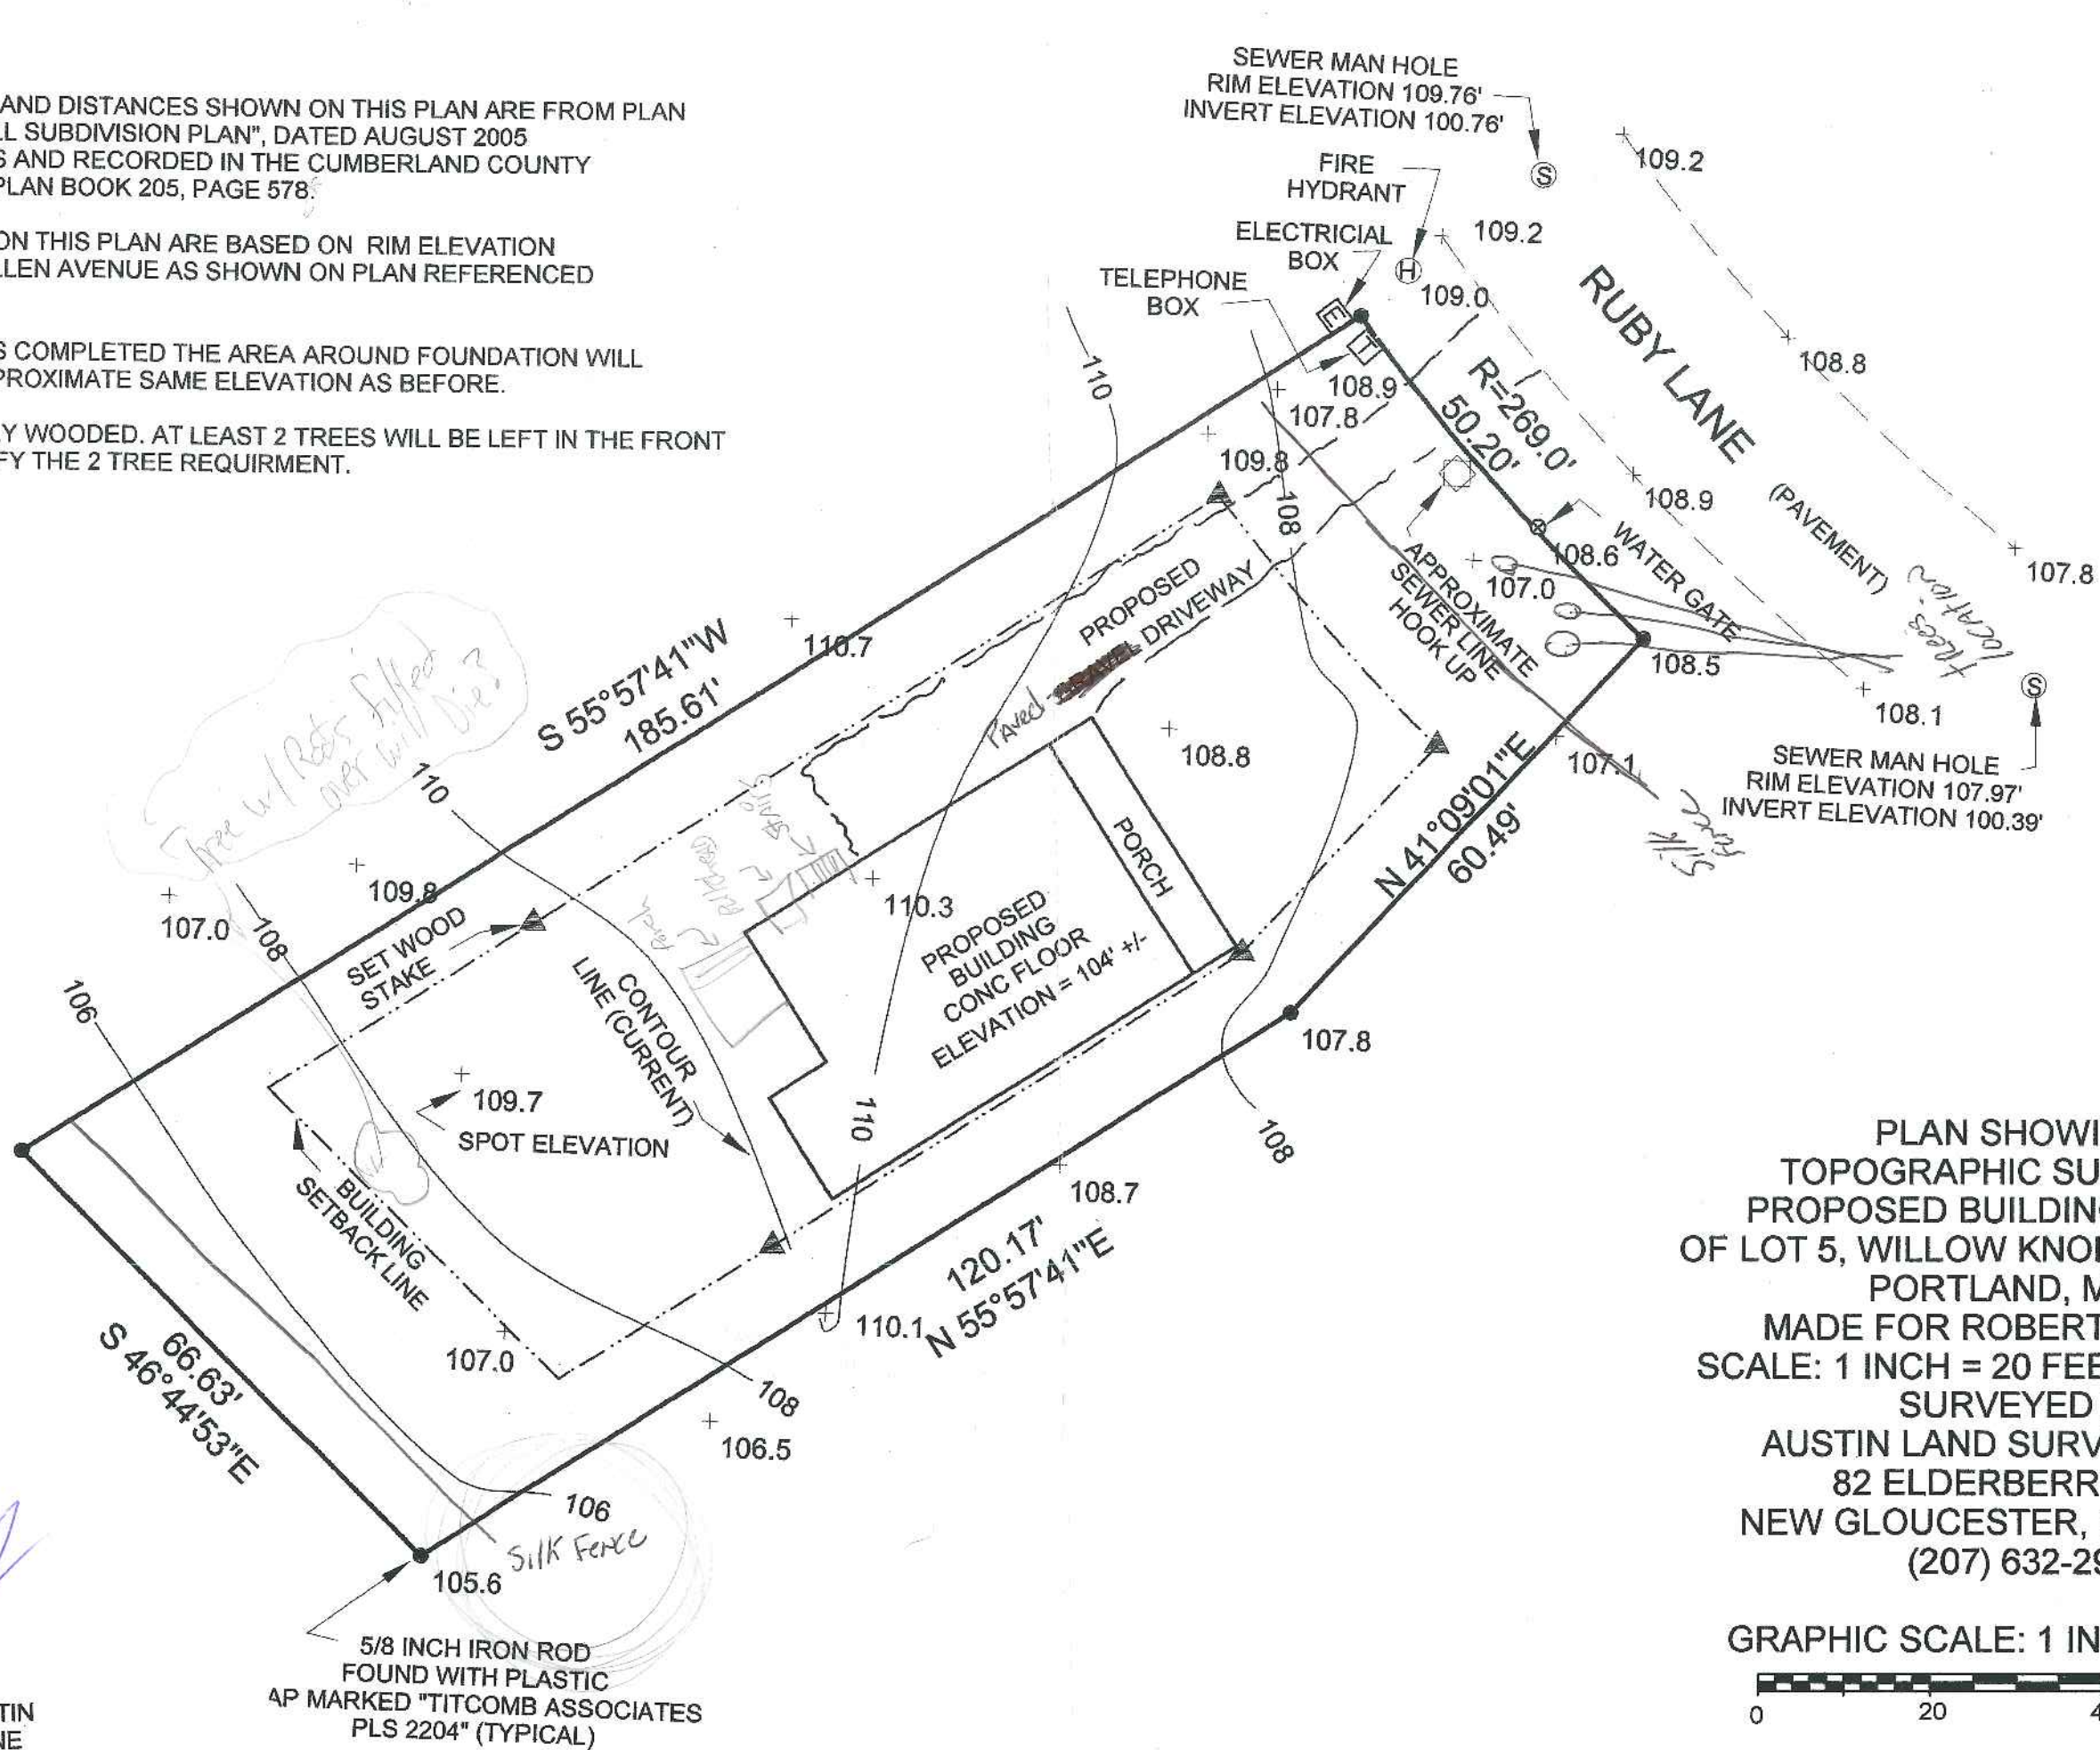 AND DISTANCES SHOWN ON THIS PLAN ARE FROM PLAN
L SUBDIVISION PLAN", DATED AUGUST 2005
S AND RECORDED IN THE CUMBERLAND COUNTY
PLAN BOOK 205, PAGE 578.
ON THIS PLAN ARE BASED ON RIM ELEVATION
LLEN AVENUE AS SHOWN ON PLAN REFERENCED
S COMPLETED THE AREA AROUND FOUNDATION WILL
PROXIMATE SAME ELEVATION AS BEFORE.
Y WOODED. AT LEAST 2 TREES WILL BE LEFT IN THE FRONT
FY THE 2 TREE REQUIRMENT.
SEWER MAN HOLE
RIM ELEVATION 109.76'
INVERT ELEVATION 100.76'
S
FIRE
HYDRANT
H
ELECTRICIAL
BOX
E
TELEPHONE
BOX
T
109.2
109.2
109.0
108.8
RUBY LANE
(PAVEMENT)
R=269.0'
50.20'
108.9
107.8
109.8
108.9
110
108
108.6
WATER GATE
107.0
APPROXIMATE
SEWER LINE
HOOK UP
107.8
trees
location
108.5
108.1
S
SEWER MAN HOLE
RIM ELEVATION 107.97'
INVERT ELEVATION 100.39'
107.1
Silk
Fence
PROPOSED
Paved GRAVEL DRIVEWAY
S 55°57'41"W
185.61'
110.7
108.8
N 41°09'01"E
60.49'
Tree w/ Roots filled
over will Die?
110
Stairs
Bulkhead
Porch
PORCH
110.3
PROPOSED
BUILDING
CONC FLOOR
ELEVATION = 104' +/-
109.8
107.0
108
106
SET WOOD
STAKE
CONTOUR
LINE (CURRENT)
109.7
SPOT ELEVATION
110
107.8
108
108.7
BUILDING
SETBACK LINE
120.17'
N 55°57'41"E
110.1
107.0
66.63'
S 46°44'53"E
108
106.5
106
Silk Fence
105.6
5/8 INCH IRON ROD
FOUND WITH PLASTIC
AP MARKED "TITCOMB ASSOCIATES
PLS 2204" (TYPICAL)
TIN
NE
PLAN SHOWI
TOPOGRAPHIC SU
PROPOSED BUILDING
OF LOT 5, WILLOW KNOL
PORTLAND, M
MADE FOR ROBERT
SCALE: 1 INCH = 20 FEE
SURVEYED
AUSTIN LAND SURV
82 ELDERBERR
NEW GLOUCESTER,
(207) 632-29
GRAPHIC SCALE: 1 IN
0 20 4